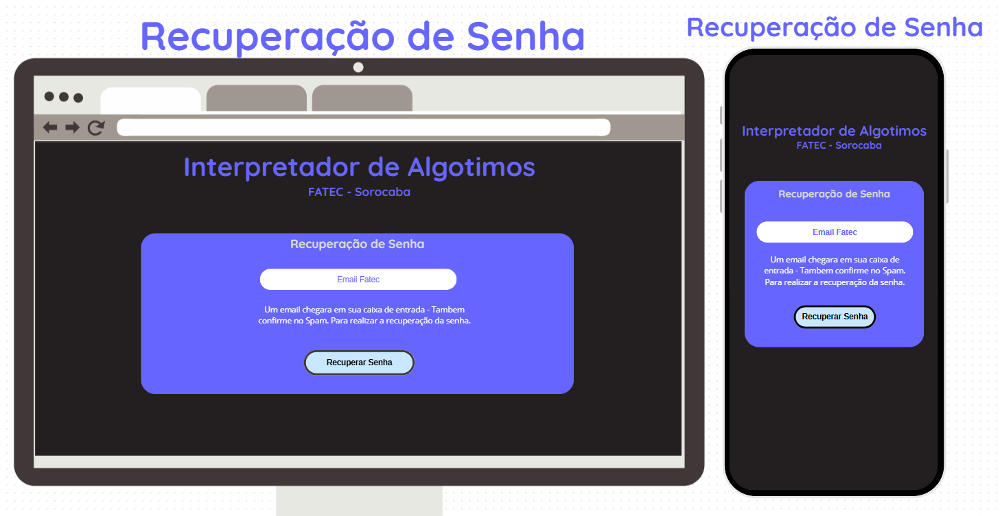 Recuperação de Senha
Interpretador de Algotimos
FATEC - Sorocaba
Recuperação de Senha
Email Fatec
Um email chegara em sua caixa de entrada - Tambem
confirme no Spam. Para realizar a recuperação da senha.
Recuperar Senha
Recuperação de Senha
Interpretador de Algotimos
FATEC - Sorocaba
Recuperação de Senha
Email Fatec
Um email chegara em sua caixa de
entrada - Tambem confirme no Spam.
Para realizar a recuperação da senha.
Recuperar Senha